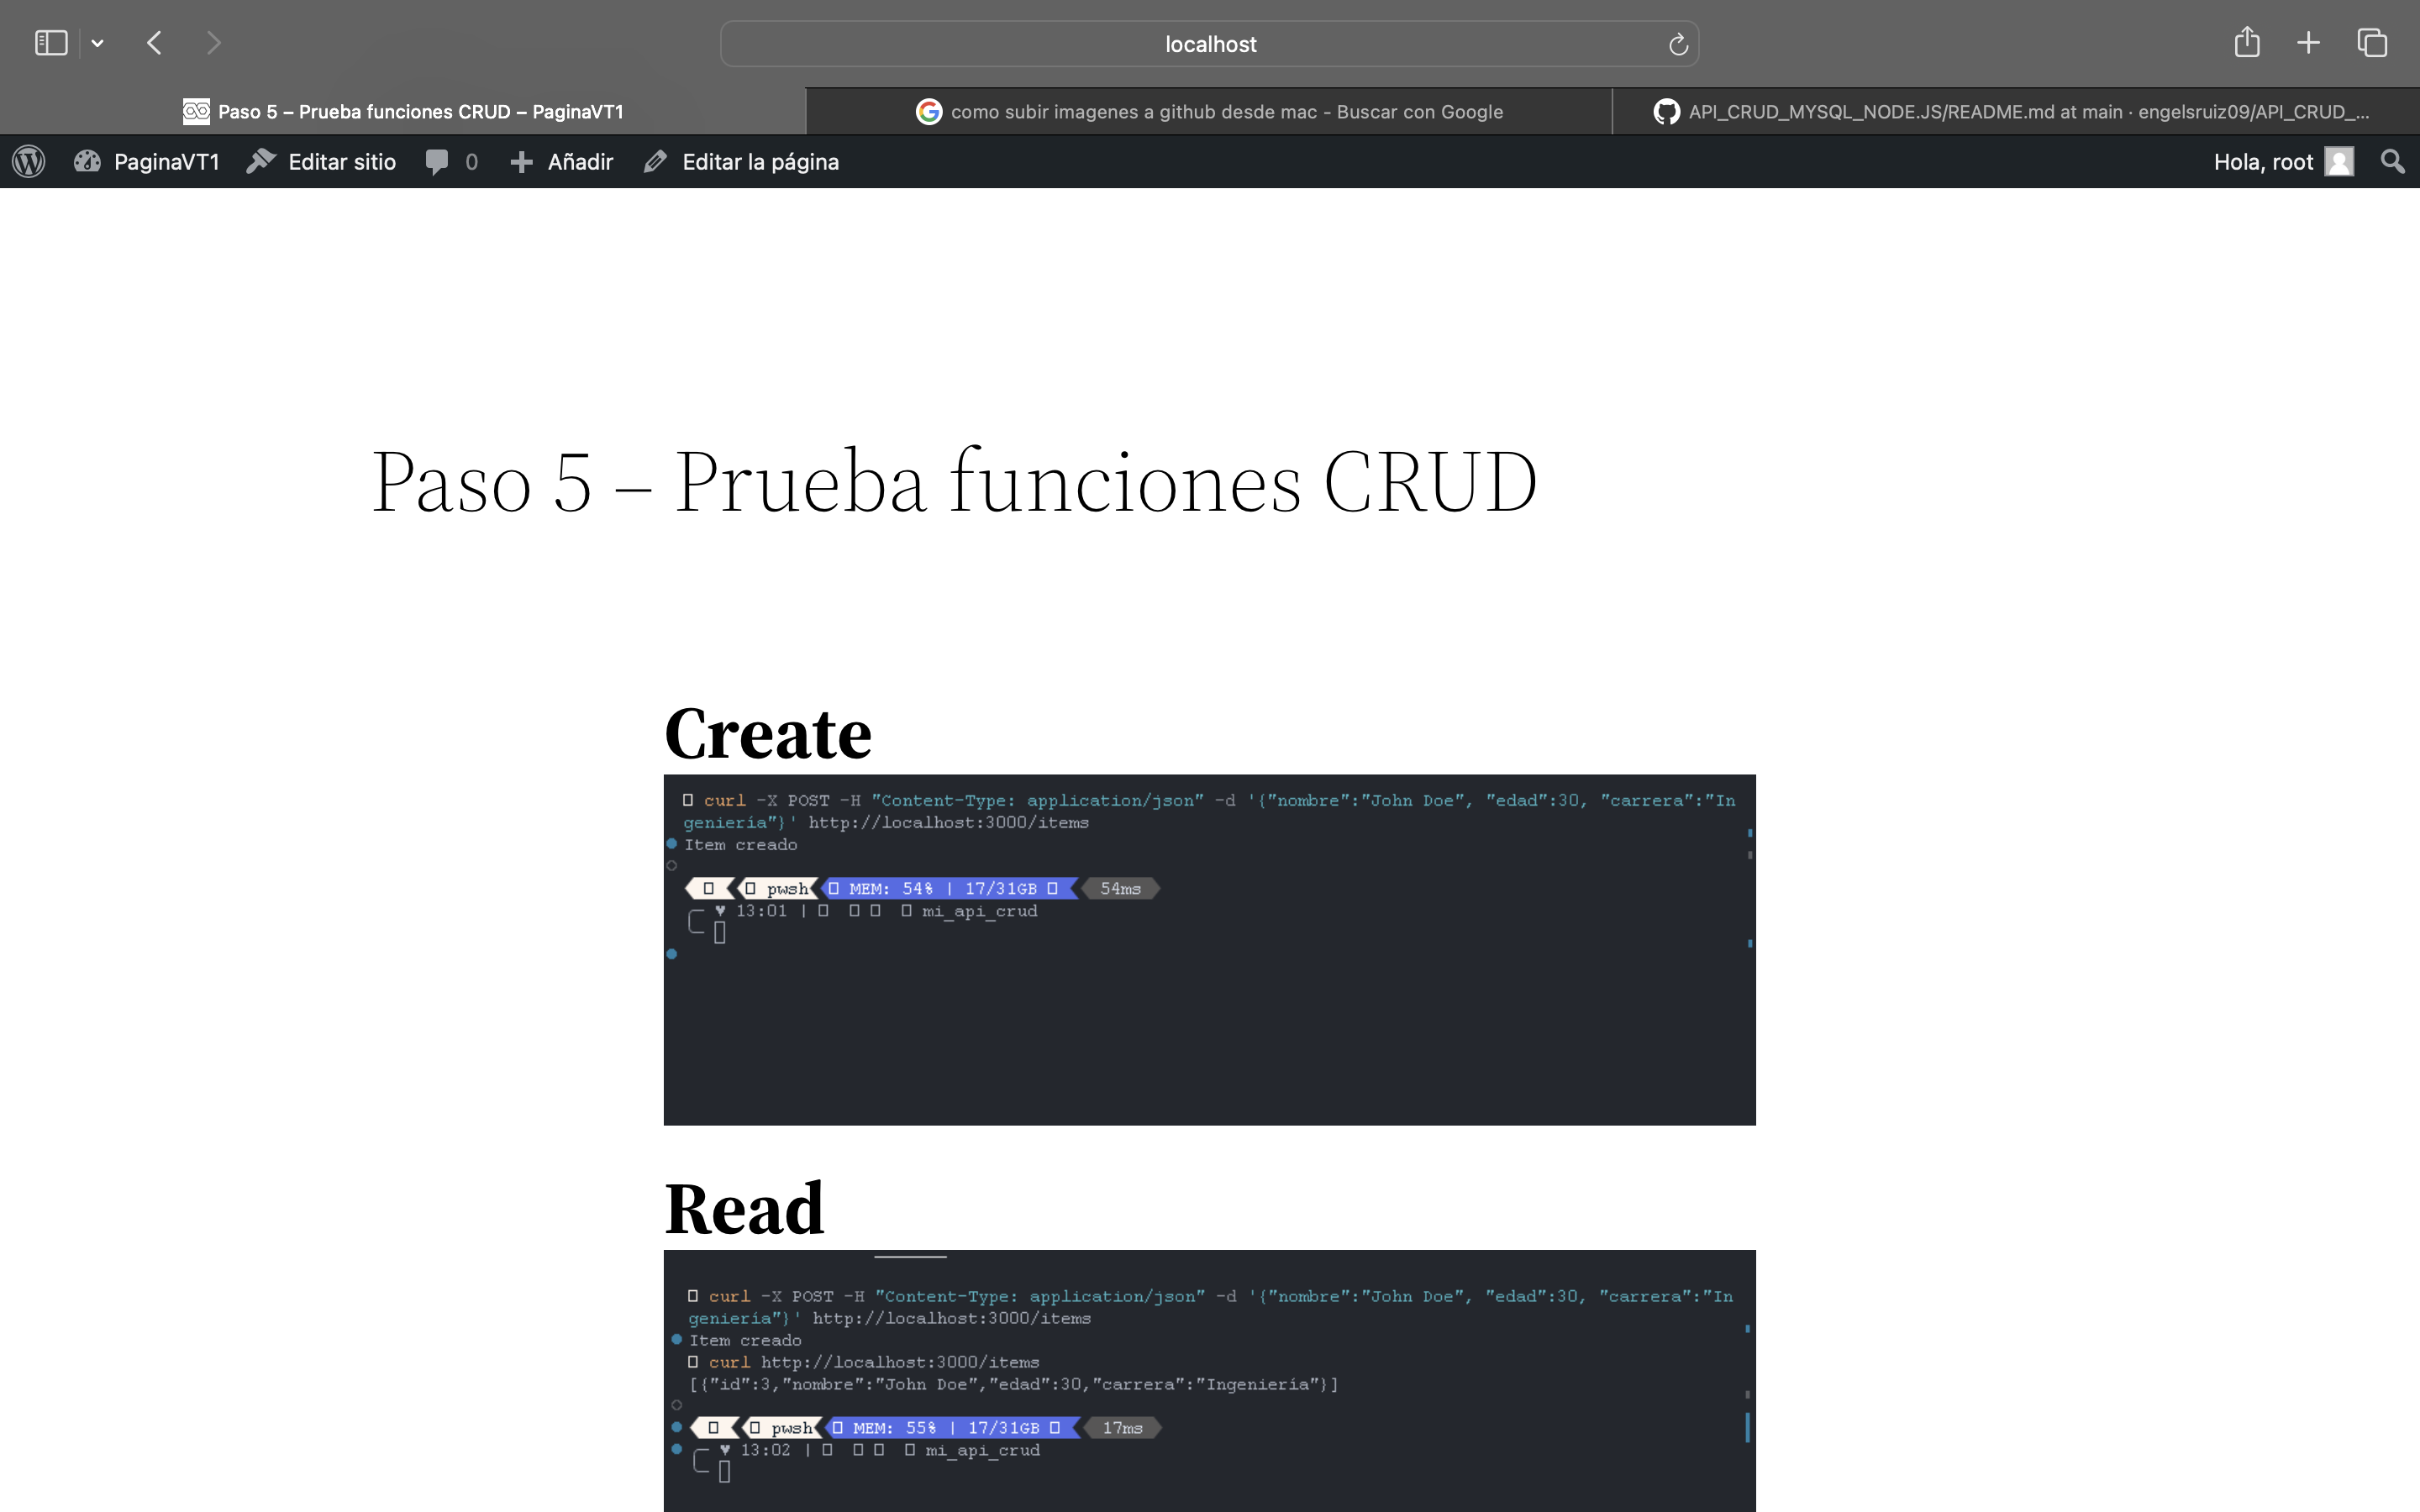 localhost
Paso 5 – Prueba funciones CRUD – PaginaVT1
como subir imagenes a github desde mac - Buscar con Google
API_CRUD_MYSQL_NODE.JS/README.md at main · engelsruiz09/API_CRUD_...
PaginaVT1 Editar sitio 0 Añadir Editar la página Hola, root
Paso 5 – Prueba funciones CRUD
Create
curl -X POST -H "Content-Type: application/json" -d '{"nombre":"John Doe", "edad":30, "carrera":"In
geniería"}' http://localhost:3000/items
Item creado
pwsh MEM: 54% | 17/31GB 54ms
♥ 13:01 | mi_api_crud
Read
curl -X POST -H "Content-Type: application/json" -d '{"nombre":"John Doe", "edad":30, "carrera":"In
geniería"}' http://localhost:3000/items
Item creado
curl http://localhost:3000/items
[{"id":3,"nombre":"John Doe","edad":30,"carrera":"Ingeniería"}]
pwsh MEM: 55% | 17/31GB 17ms
♥ 13:02 | mi_api_crud